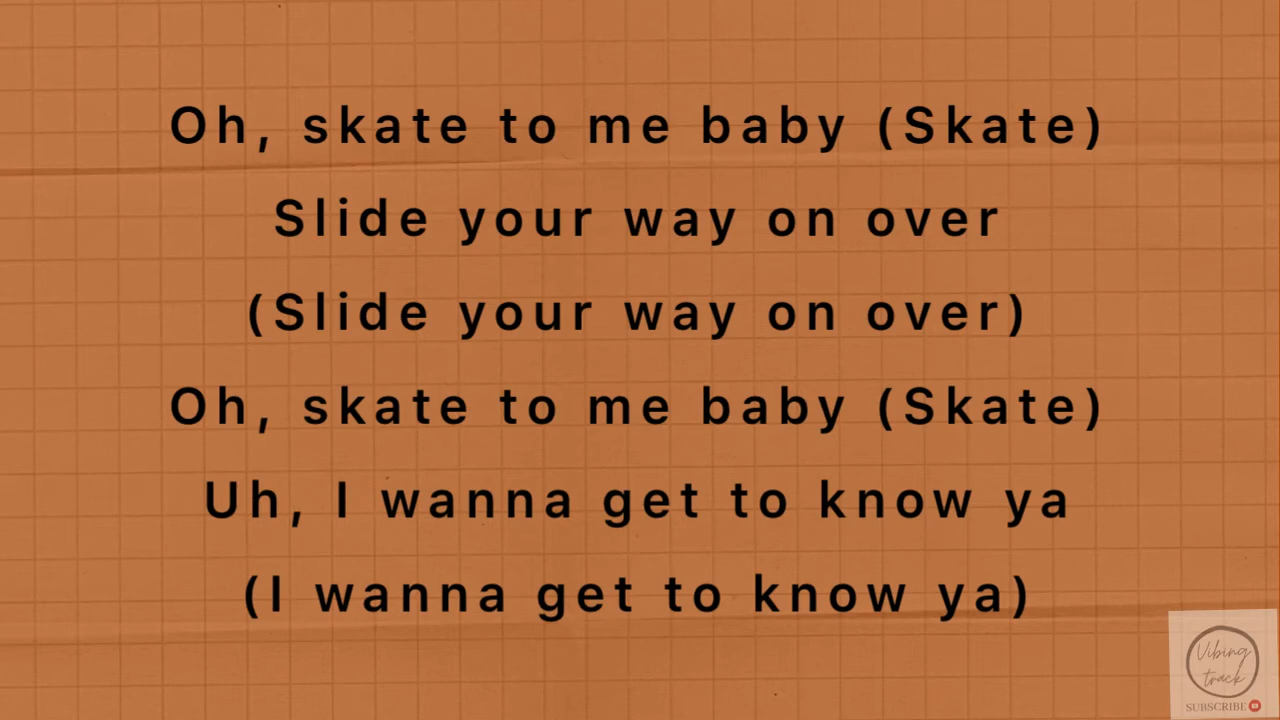 Oh, skate to me baby (Skate)
Slide your way on over
(Slide your way on over)
Oh, skate to me baby (Skate)
Uh, I wanna get to know ya
(I wanna get to know ya)
Vibing
track
SUBSCRIBE